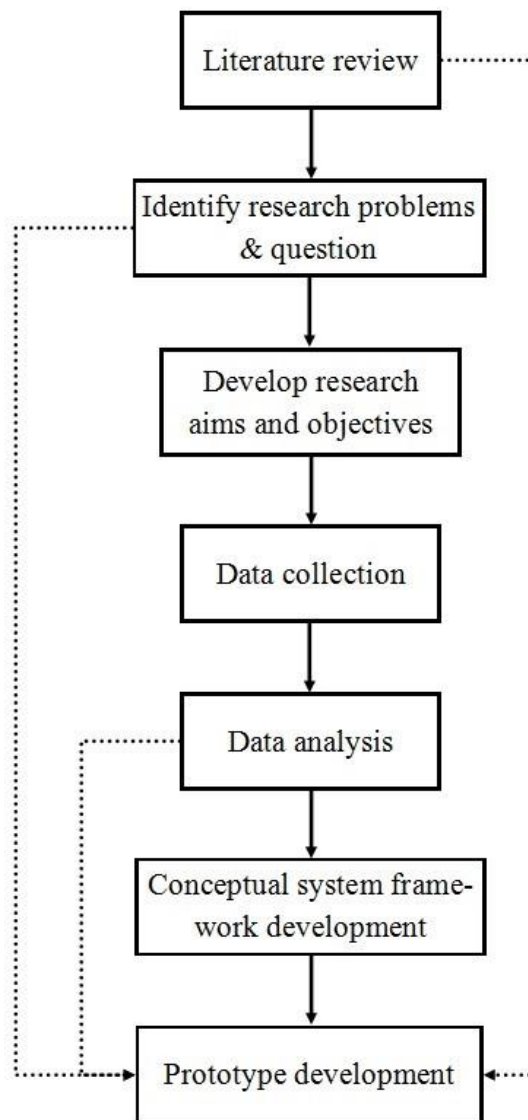 Literature review
Identify research problems
& question
Develop research
aims and objectives
Data collection
Data analysis
Conceptual system frame-
work development
Prototype development